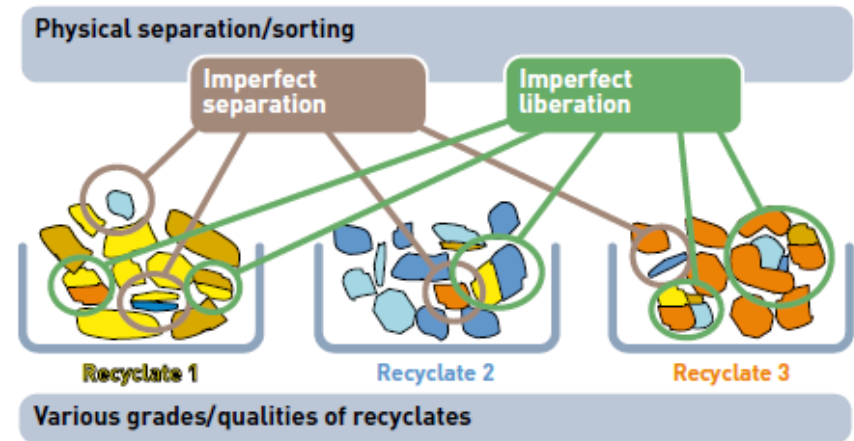 Physical separation/sorting
Imperfect
separation
Imperfect
liberation
Recyclate 1
Recyclate 2
Recyclate 3
Various grades/qualities of recyclates